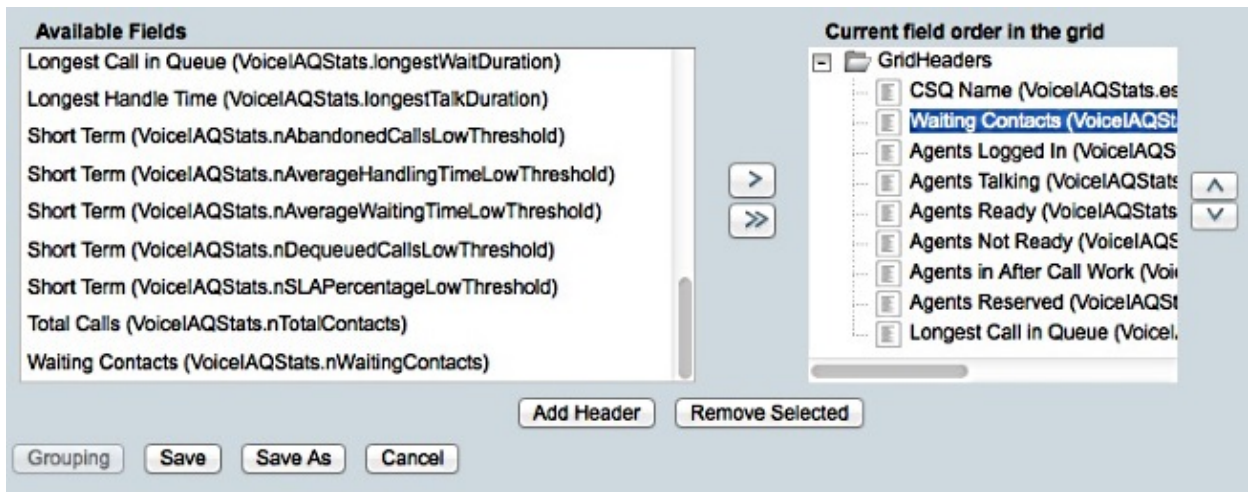 Available Fields
Longest Call in Queue (VoiceIAQStats.longestWaitDuration)
Longest Handle Time (VoiceIAQStats.longestTalkDuration)
Short Term (VoiceIAQStats.nAbandonedCallsLowThreshold)
Short Term (VoiceIAQStats.nAverageHandlingTimeLowThreshold)
Short Term (VoiceIAQStats.nAverageWaitingTimeLowThreshold)
Short Term (VoiceIAQStats.nDequeuedCallsLowThreshold)
Short Term (VoiceIAQStats.nSLAPercentageLowThreshold)
Total Calls (VoiceIAQStats.nTotalContacts)
Waiting Contacts (VoiceIAQStats.nWaitingContacts)
>
>>
Current field order in the grid
GridHeaders
CSQ Name (VoiceIAQStats.es
Waiting Contacts (VoiceIAQSt
Agents Logged In (VoiceIAQS
Agents Talking (VoiceIAQStats
Agents Ready (VoiceIAQStats
Agents Not Ready (VoiceIAQS
Agents in After Call Work (Voi
Agents Reserved (VoiceIAQSt
Longest Call in Queue (VoiceI
Add Header Remove Selected
Grouping Save Save As Cancel